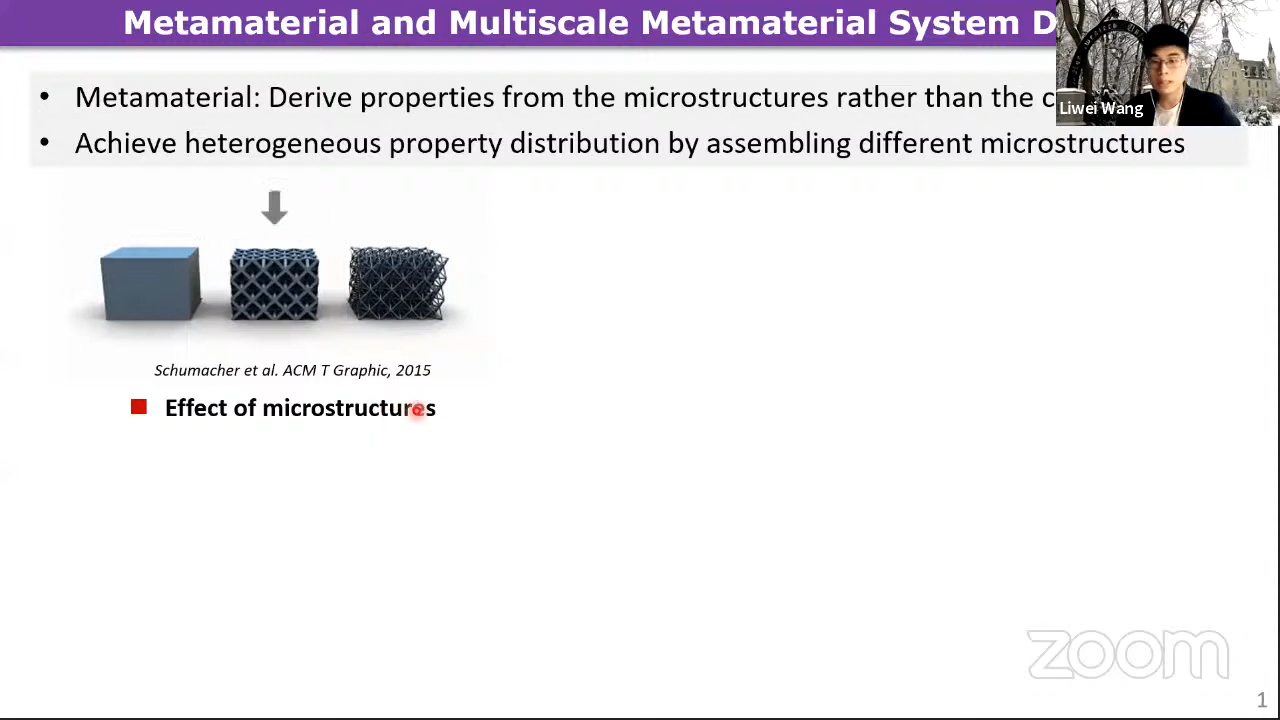 Metamaterial and Multiscale Metamaterial System D
• Metamaterial: Derive properties from the microstructures rather than the c
Liwei Wang
• Achieve heterogeneous property distribution by assembling different microstructures
Schumacher et al. ACM T Graphic, 2015
Effect of microstructures
zoom
1